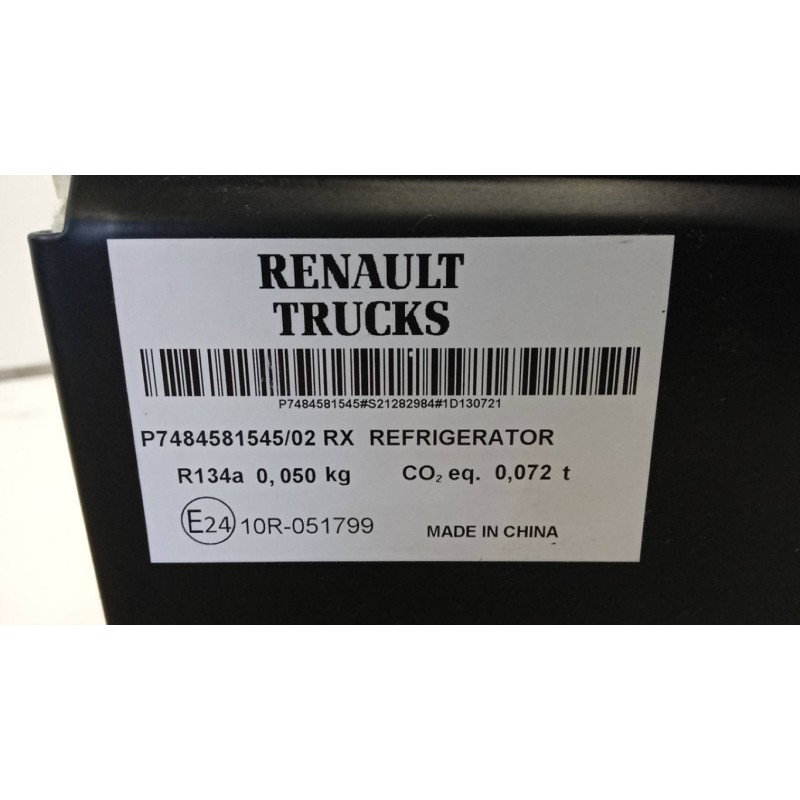 RENAULT
TRUCKS
P7484581545#S21282984#1D130721
P7484581545/02 RX REFRIGERATOR
R134a 0,050 kg CO₂ eq. 0,072 t
E24 10R-051799 MADE IN CHINA